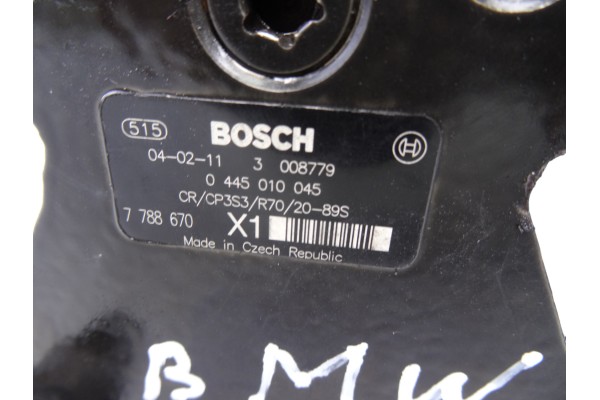 515 BOSCH
04-02-11 3 008779
0 445 010 045
CR/CP3S3/R70/20-89S
7 788 670 X1
Made in Czech Republic
BMW